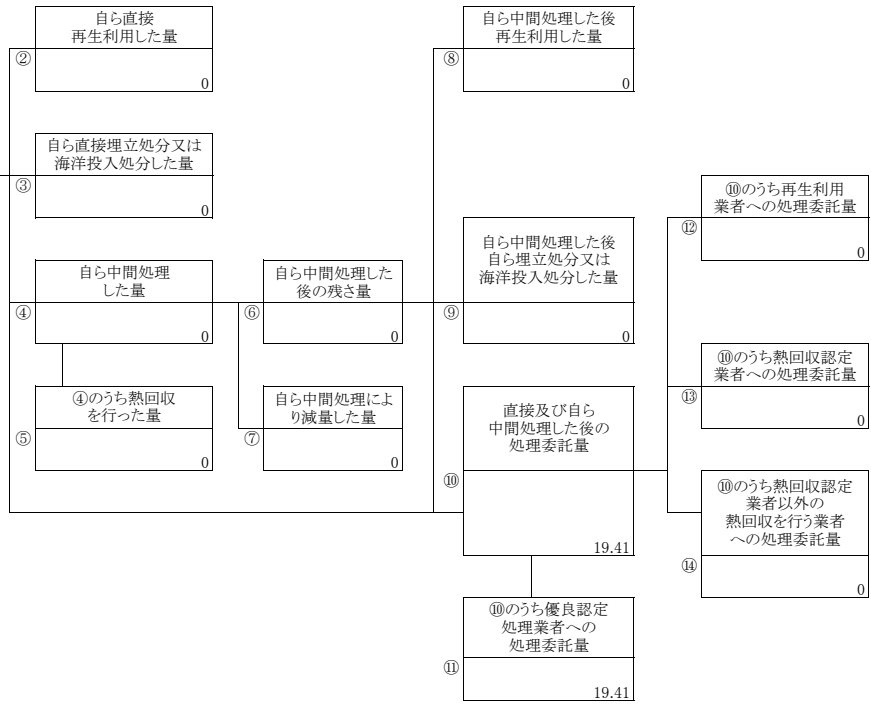 自ら直接
再生利用した量
②
0
自ら直接埋立処分又は
海洋投入処分した量
③
0
自ら中間処理
した量
④
0
④のうち熱回収
を行った量
⑤
0
自ら中間処理した
後の残さ量
⑥
0
自ら中間処理によ
り減量した量
⑦
0
自ら中間処理した後
再生利用した量
⑧
0
自ら中間処理した後
自ら埋立処分又は
海洋投入処分した量
⑨
0
直接及び自ら
中間処理した後の
処理委託量
⑩
19.41
⑩のうち優良認定
処理業者への
処理委託量
⑪
19.41
⑩のうち再生利用
業者への処理委託量
⑫
0
⑩のうち熱回収認定
業者への処理委託量
⑬
0
⑩のうち熱回収認定
業者以外の
熱回収を行う業者
への処理委託量
⑭
0